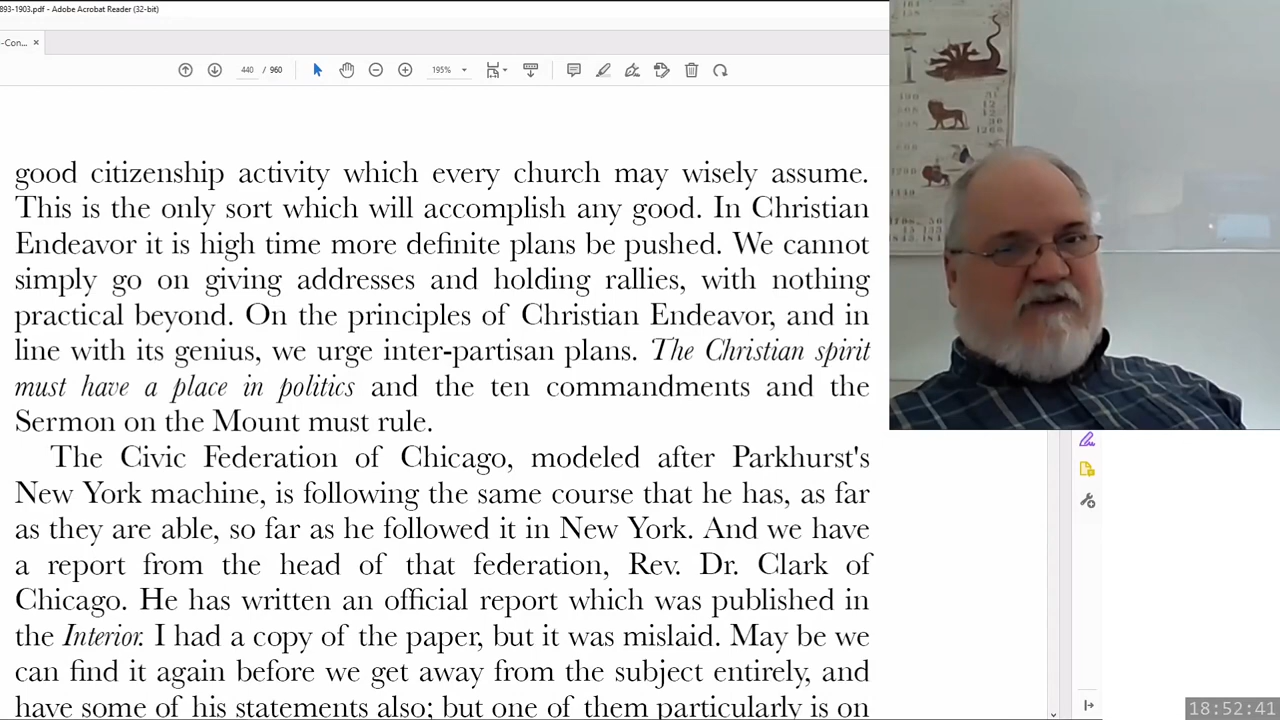 893-1903.pdf - Adobe Acrobat Reader (32-bit)
-Con... ×
440 / 960 195%
good citizenship activity which every church may wisely assume.
This is the only sort which will accomplish any good. In Christian
Endeavor it is high time more definite plans be pushed. We cannot
simply go on giving addresses and holding rallies, with nothing
practical beyond. On the principles of Christian Endeavor, and in
line with its genius, we urge inter-partisan plans. The Christian spirit
must have a place in politics and the ten commandments and the
Sermon on the Mount must rule.
The Civic Federation of Chicago, modeled after Parkhurst's
New York machine, is following the same course that he has, as far
as they are able, so far as he followed it in New York. And we have
a report from the head of that federation, Rev. Dr. Clark of
Chicago. He has written an official report which was published in
the Interior. I had a copy of the paper, but it was mislaid. May be we
can find it again before we get away from the subject entirely, and
have some of his statements also; but one of them particularly is on
18:52:41